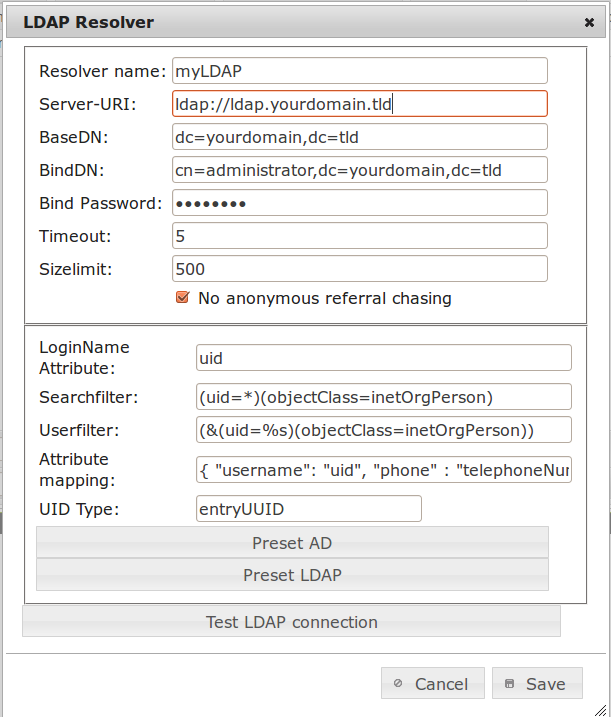 LDAP Resolver
Resolver name: myLDAP
Server-URI: ldap://ldap.yourdomain.tld
BaseDN: dc=yourdomain,dc=tld
BindDN: cn=administrator,dc=yourdomain,dc=tld
Bind Password: ●●●●●●●●
Timeout: 5
Sizelimit: 500
No anonymous referral chasing
LoginName
Attribute: uid
Searchfilter: (uid=*)(objectClass=inetOrgPerson)
Userfilter: (&(uid=%s)(objectClass=inetOrgPerson))
Attribute
mapping: { "username": "uid", "phone" : "telephoneNu
UID Type: entryUUID
Preset AD
Preset LDAP
Test LDAP connection
Cancel Save